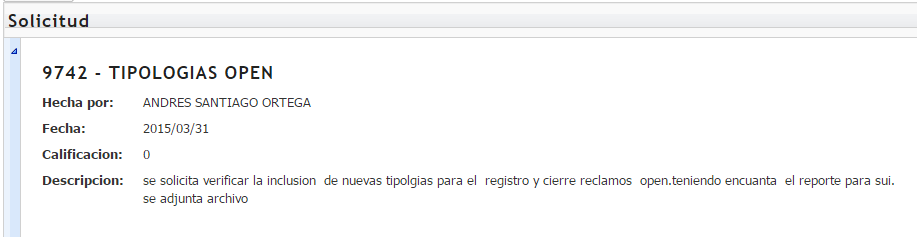 Solicitud
9742 - TIPOLOGIAS OPEN
Hecha por: ANDRES SANTIAGO ORTEGA
Fecha: 2015/03/31
Calificacion: 0
Descripcion: se solicita verificar la inclusion de nuevas tipolgias para el registro y cierre reclamos open.teniendo encuanta el reporte para sui.
se adjunta archivo